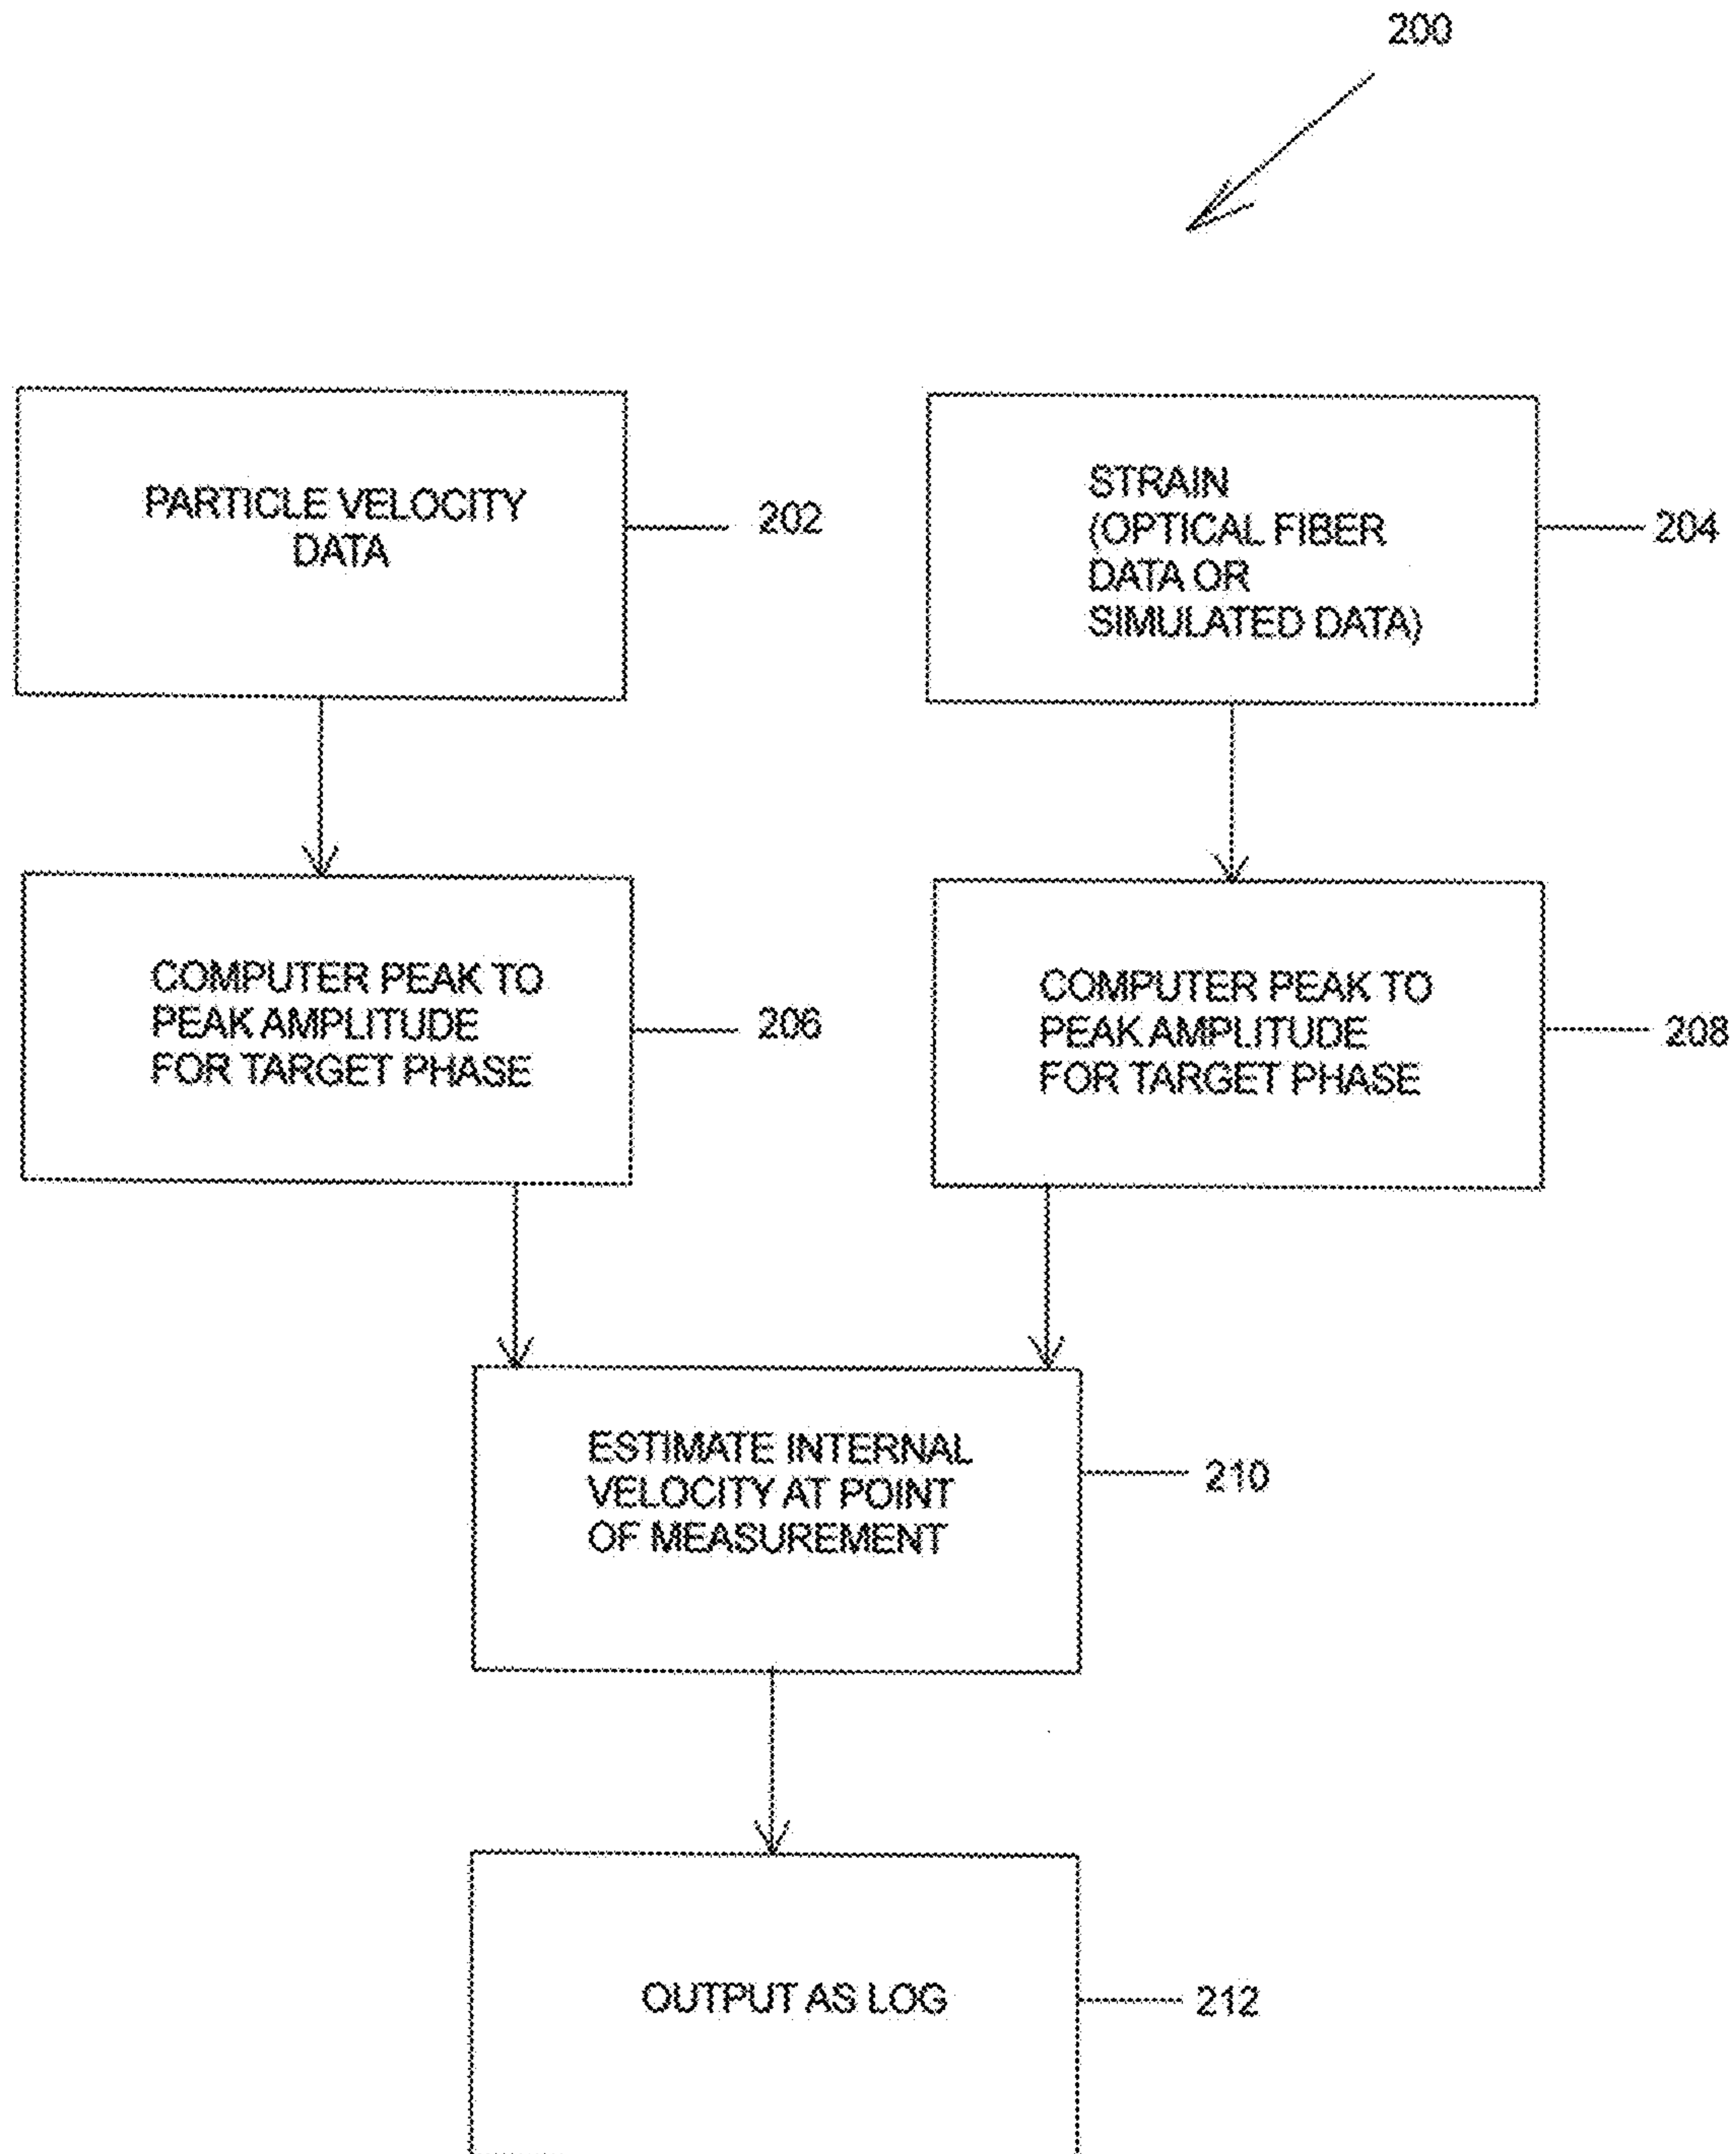 200
PARTICLE VELOCITY
DATA
202
STRAIN
(OPTICAL FIBER
DATA OR
SIMULATED DATA)
204
COMPUTER PEAK TO
PEAK AMPLITUDE
FOR TARGET PHASE
206
COMPUTER PEAK TO
PEAK AMPLITUDE
FOR TARGET PHASE
208
ESTIMATE INTERNAL
VELOCITY AT POINT
OF MEASUREMENT
210
OUTPUT AS LOG
212